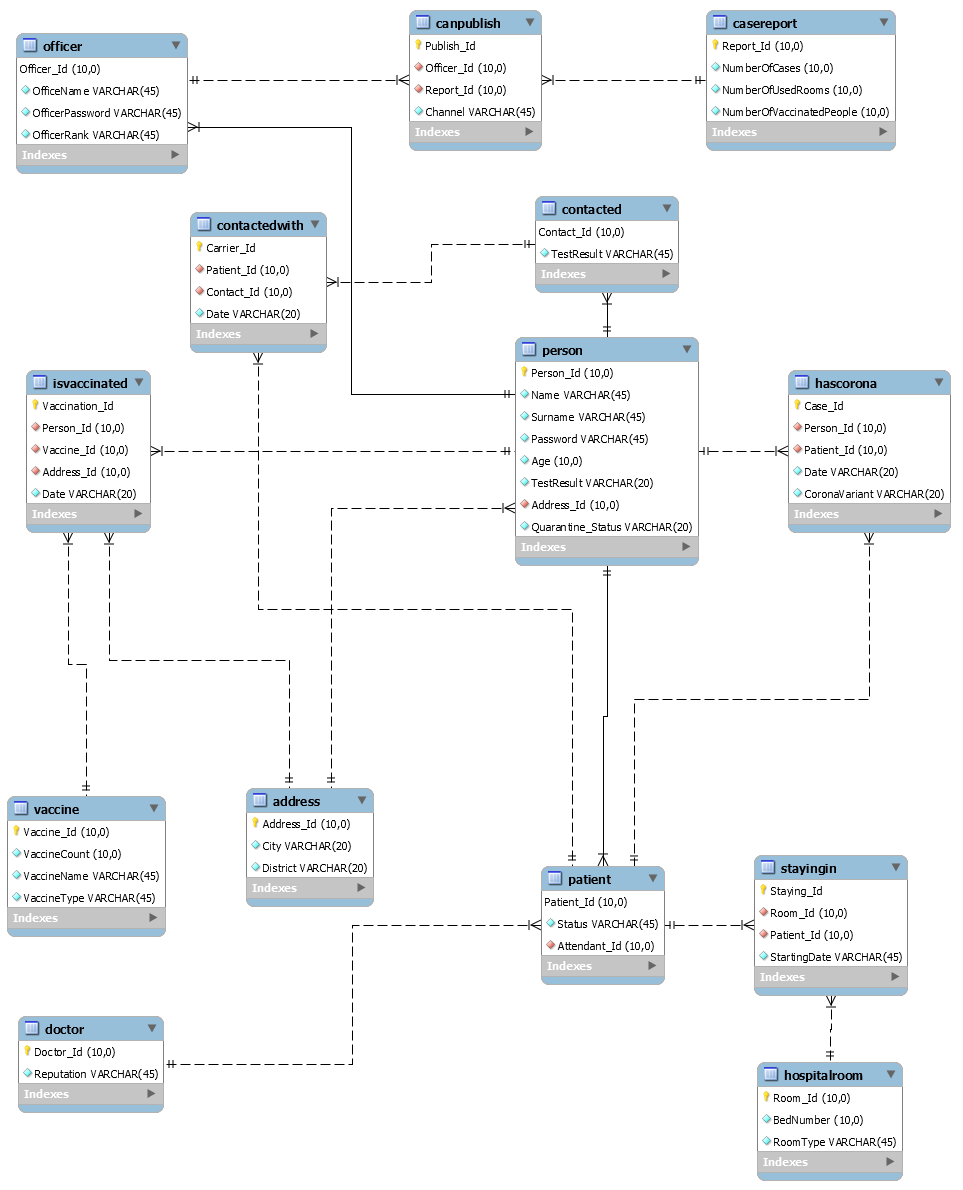 officer
Officer_Id (10,0)
OfficeName VARCHAR(45)
OfficerPassword VARCHAR(45)
OfficerRank VARCHAR(45)
Indexes
canpublish
Publish_Id
Officer_Id (10,0)
Report_Id (10,0)
Channel VARCHAR(45)
Indexes
casereport
Report_Id (10,0)
NumberOfCases (10,0)
NumberOfUsedRooms (10,0)
NumberOfVaccinatedPeople (10,0)
Indexes
contactedwith
Carrier_Id
Patient_Id (10,0)
Contact_Id (10,0)
Date VARCHAR(20)
Indexes
contacted
Contact_Id (10,0)
TestResult VARCHAR(45)
Indexes
isvaccinated
Vaccination_Id
Person_Id (10,0)
Vaccine_Id (10,0)
Address_Id (10,0)
Date VARCHAR(20)
Indexes
person
Person_Id (10,0)
Name VARCHAR(45)
Surname VARCHAR(45)
Password VARCHAR(45)
Age (10,0)
TestResult VARCHAR(20)
Address_Id (10,0)
Quarantine_Status VARCHAR(20)
Indexes
hascorona
Case_Id
Person_Id (10,0)
Patient_Id (10,0)
Date VARCHAR(20)
CoronaVariant VARCHAR(20)
Indexes
vaccine
Vaccine_Id (10,0)
VaccineCount (10,0)
VaccineName VARCHAR(45)
VaccineType VARCHAR(45)
Indexes
address
Address_Id (10,0)
City VARCHAR(20)
District VARCHAR(20)
Indexes
patient
Patient_Id (10,0)
Status VARCHAR(45)
Attendant_Id (10,0)
Indexes
stayingin
Staying_Id
Room_Id (10,0)
Patient_Id (10,0)
StartingDate VARCHAR(45)
Indexes
doctor
Doctor_Id (10,0)
Reputation VARCHAR(45)
Indexes
hospitalroom
Room_Id (10,0)
BedNumber (10,0)
RoomType VARCHAR(45)
Indexes